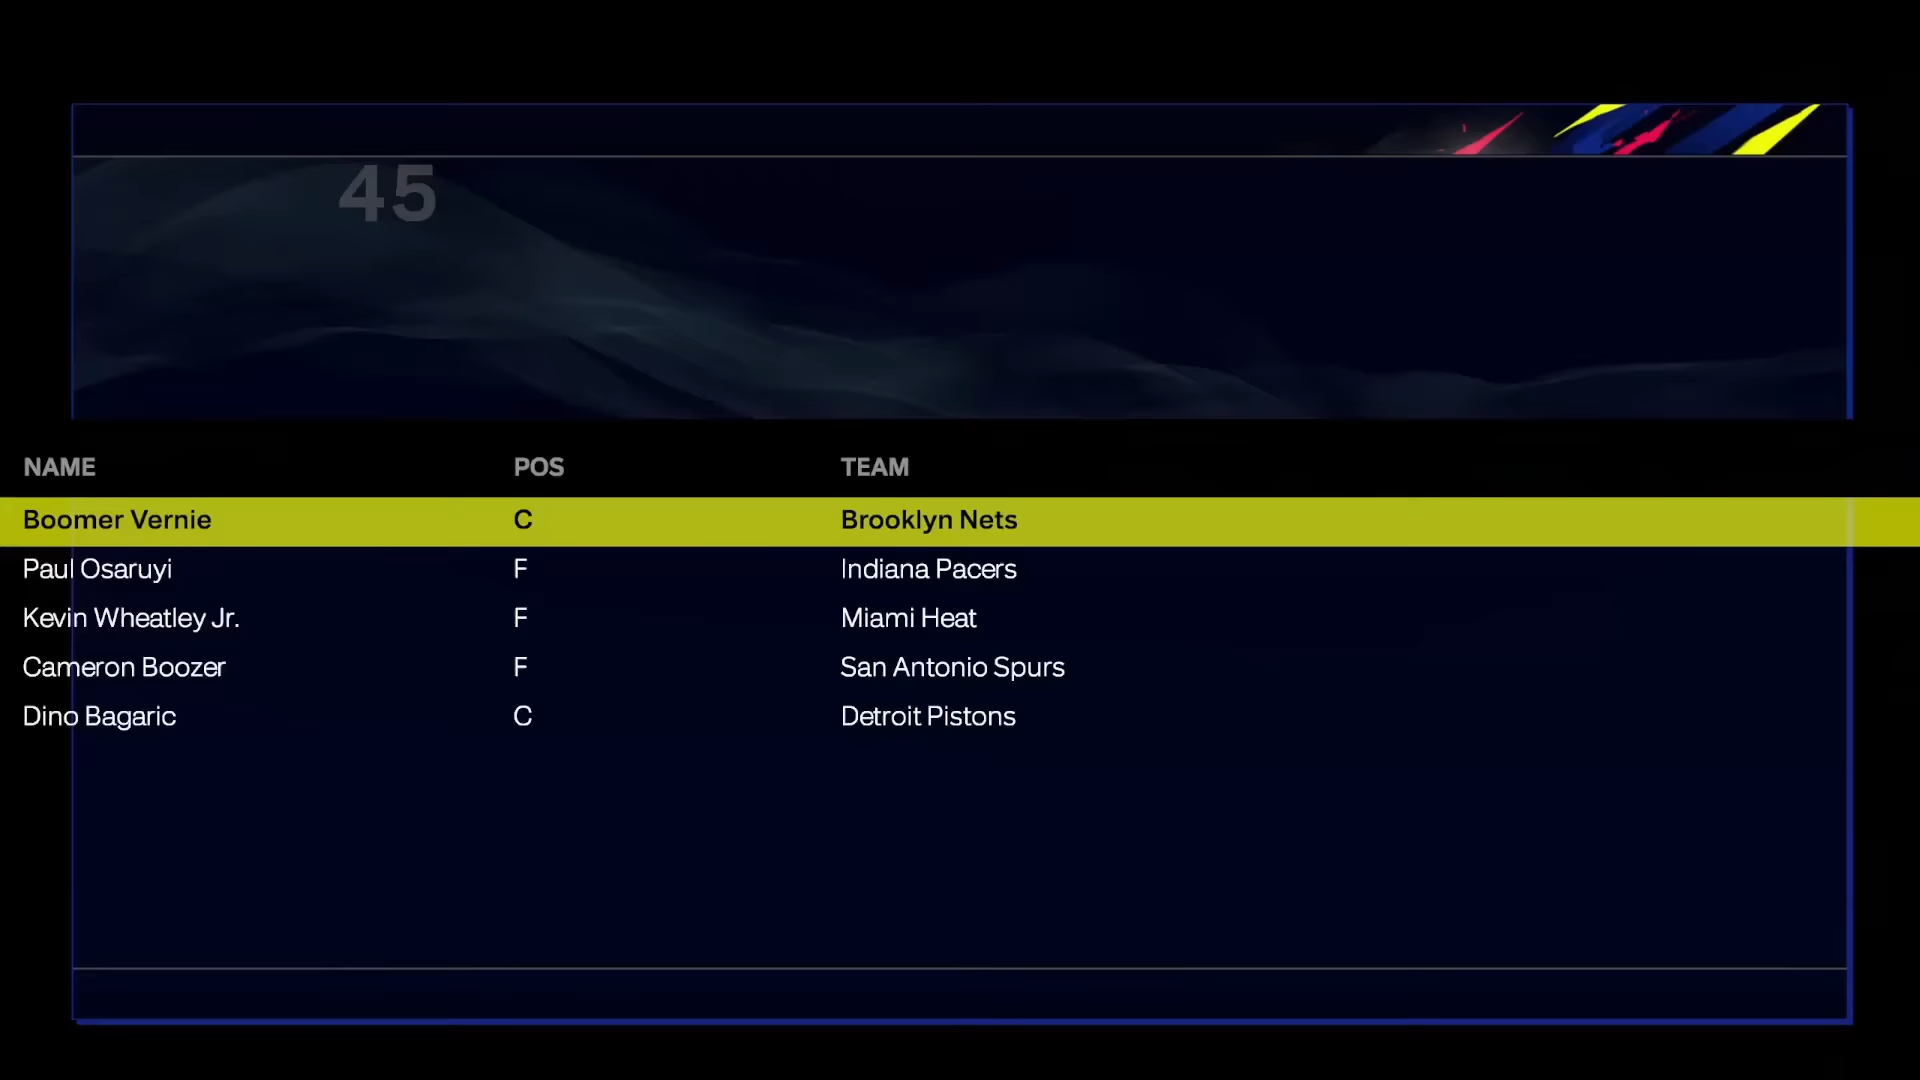 45
NAME POS TEAM
Boomer Vernie C Brooklyn Nets
Paul Osaruyi F Indiana Pacers
Kevin Wheatley Jr. F Miami Heat
Cameron Boozer F San Antonio Spurs
Dino Bagaric C Detroit Pistons